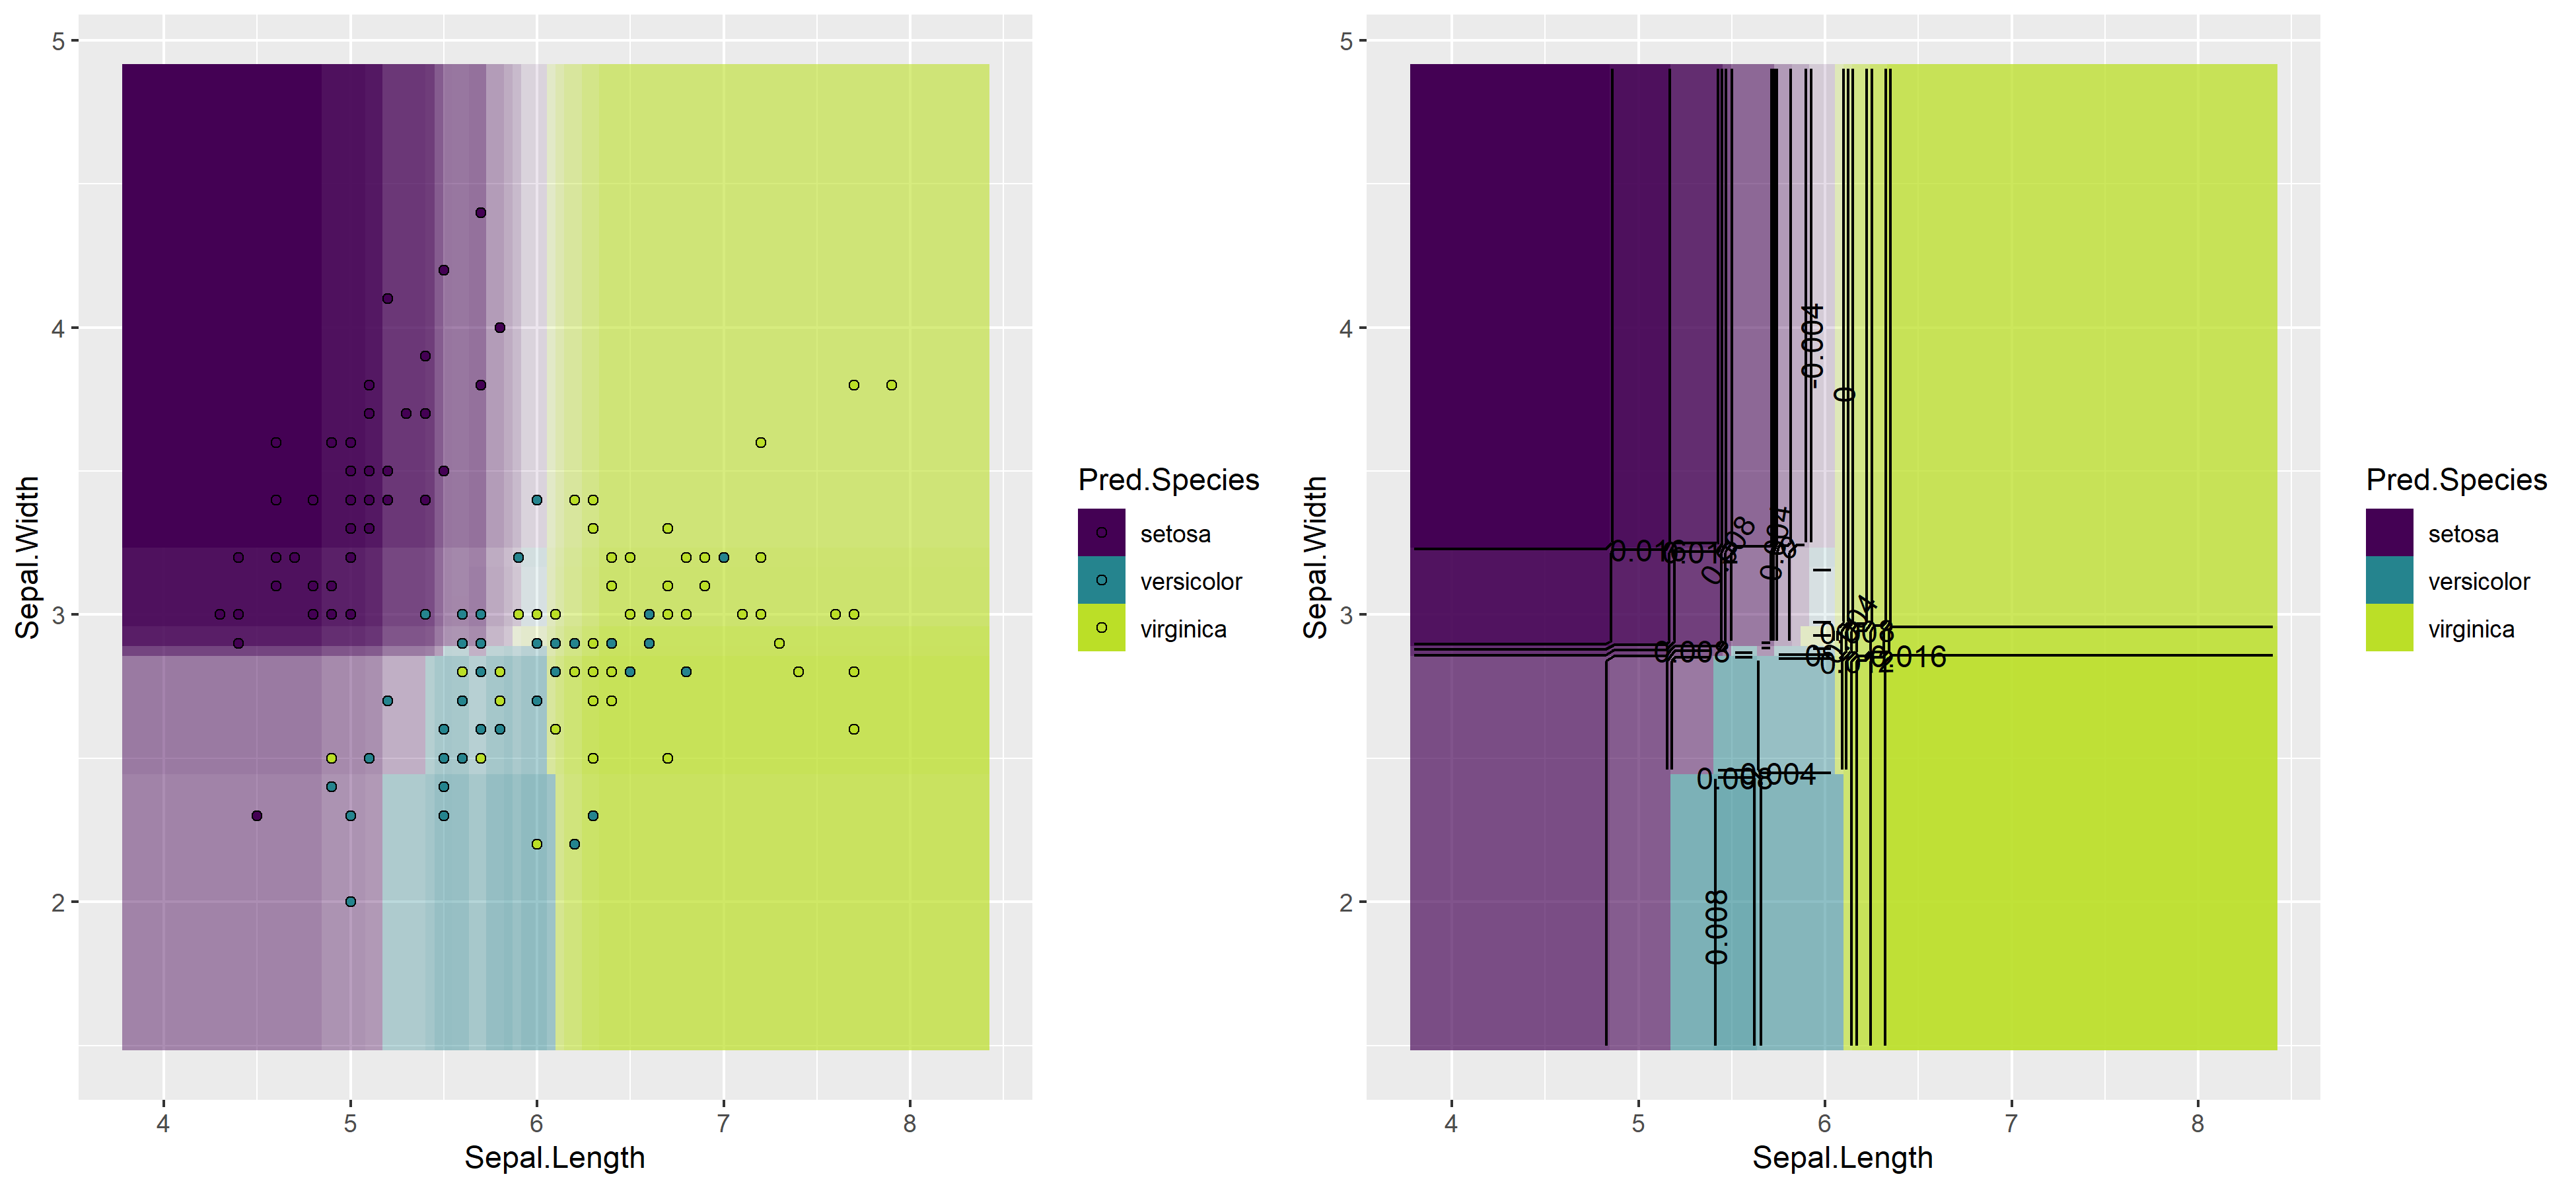 5
4
3
2
Sepal.Width
4 5 6 7 8
Sepal.Length
Pred.Species
setosa
versicolor
virginica
5
4
3
2
Sepal.Width
-0.004
0
0.008
0.016
0.008
0.004
0.008
4 5 6 7 8
Sepal.Length
Pred.Species
setosa
versicolor
virginica